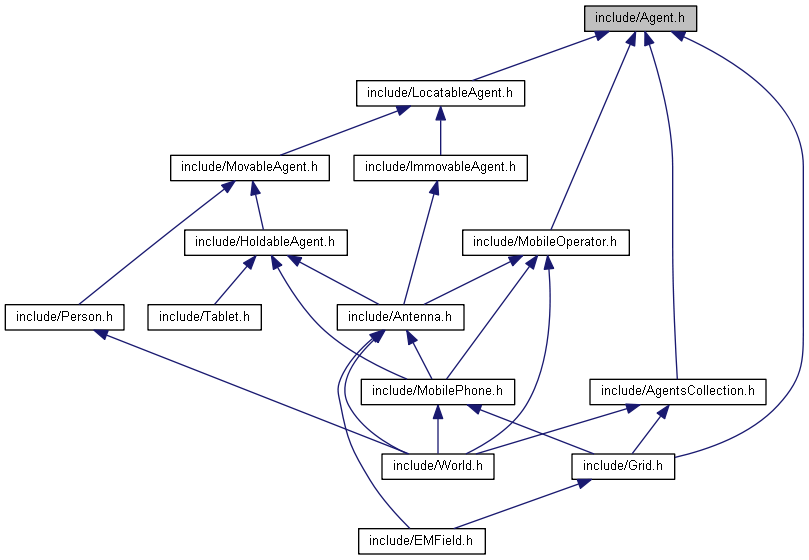 include/Agent.h
include/LocatableAgent.h
include/MovableAgent.h
include/ImmovableAgent.h
include/HoldableAgent.h
include/MobileOperator.h
include/Person.h
include/Tablet.h
include/Antenna.h
include/MobilePhone.h
include/AgentsCollection.h
include/World.h
include/Grid.h
include/EMField.h